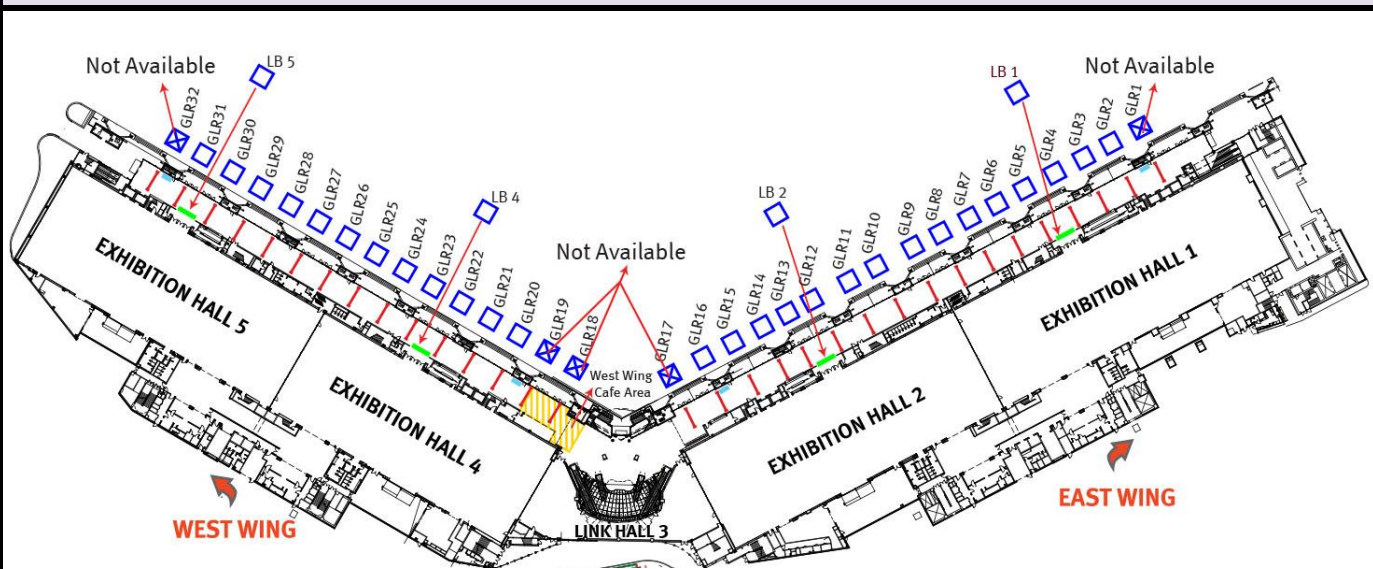 Not Available
LB 5
LB 1
Not Available
GLR32
GLR31
GLR30
GLR29
GLR28
GLR27
GLR26
GLR25
GLR24
GLR23
GLR22
GLR21
GLR20
GLR19
GLR18
GLR17
GLR16
GLR15
GLR14
GLR13
GLR12
GLR11
GLR10
GLR9
GLR8
GLR7
GLR6
GLR5
GLR4
GLR3
GLR2
GLR1
LB 4
LB 2
Not Available
West Wing
Cafe Area
EXHIBITION HALL 5
EXHIBITION HALL 4
EXHIBITION HALL 2
EXHIBITION HALL 1
WEST WING
LINK HALL 3
EAST WING